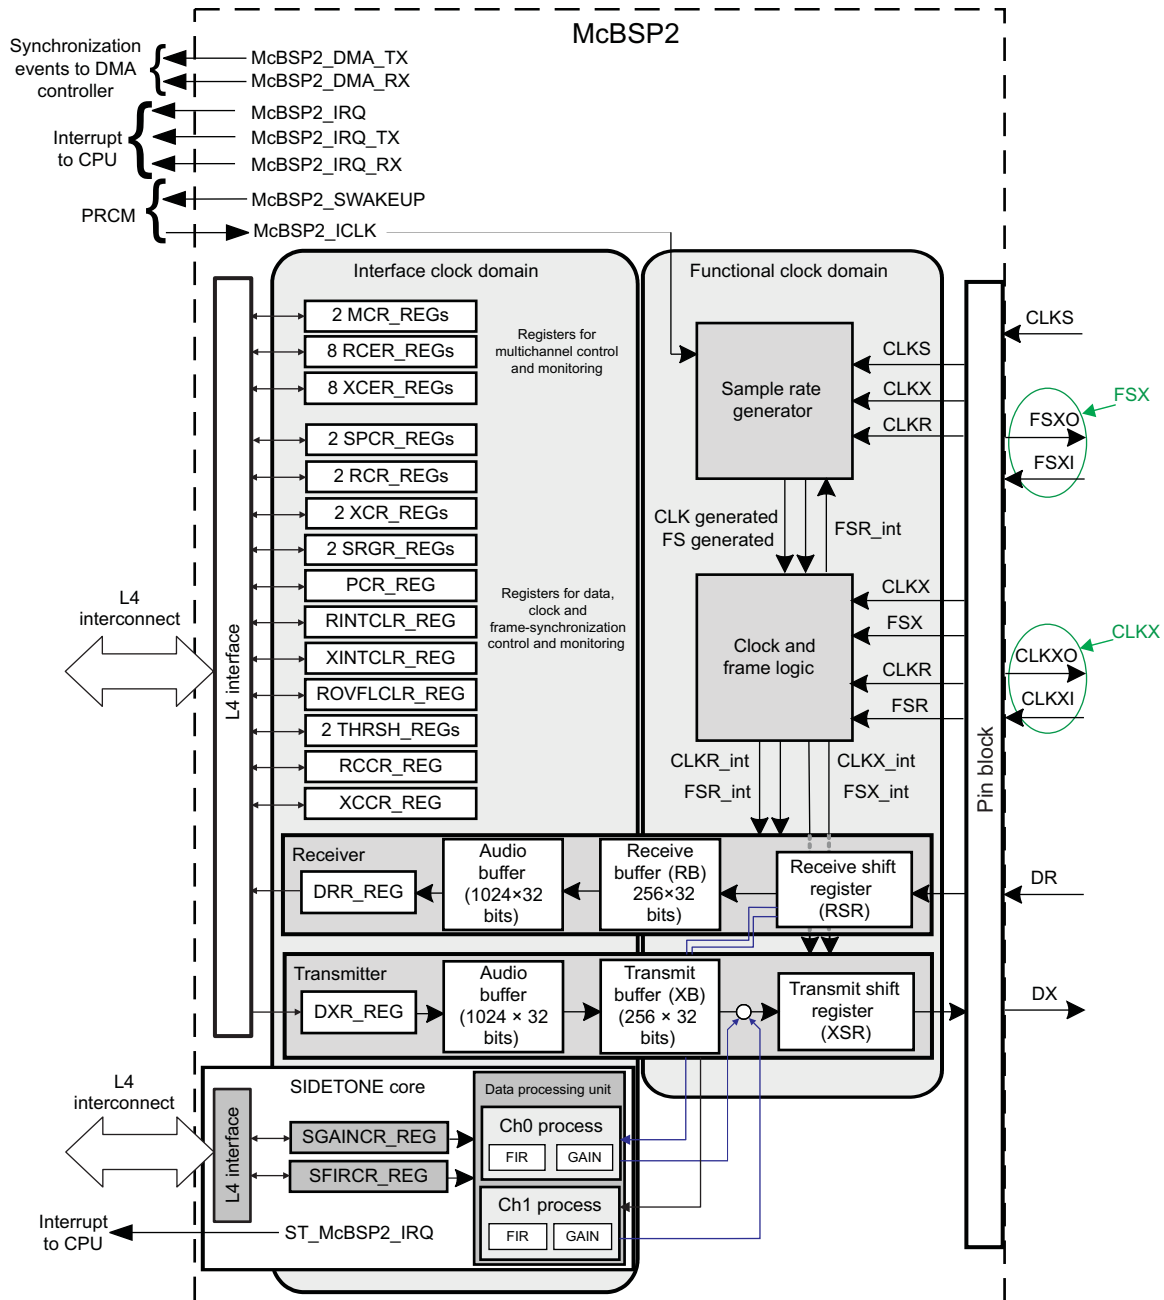 McBSP2
Synchronization
events to DMA
controller
McBSP2_DMA_TX
McBSP2_DMA_RX
Interrupt
to CPU
McBSP2_IRQ
McBSP2_IRQ_TX
McBSP2_IRQ_RX
PRCM
McBSP2_SWAKEUP
McBSP2_ICLK
Interface clock domain
Functional clock domain
2 MCR_REGs
8 RCER_REGs
8 XCER_REGs
Registers for
multichannel control
and monitoring
2 SPCR_REGs
2 RCR_REGs
2 XCR_REGs
2 SRGR_REGs
PCR_REG
RINTCLR_REG
XINTCLR_REG
ROVFLCLR_REG
2 THRSH_REGs
RCCR_REG
XCCR_REG
Registers for data,
clock and
frame-synchronization
control and monitoring
L4
interconnect
L4 interface
Sample rate
generator
CLKS
CLKX
CLKR
CLK generated
FS generated
FSR_int
Clock and
frame logic
CLKX
FSX
CLKR
FSR
CLKR_int
FSR_int
CLKX_int
FSX_int
Pin block
CLKS
FSX
FSXO
FSXI
CLKX
CLKXO
CLKXI
DR
DX
Receiver
DRR_REG
Audio
buffer
(1024×32
bits)
Receive
buffer (RB)
256×32
bits)
Receive shift
register
(RSR)
Transmitter
DXR_REG
Audio
buffer
(1024 × 32
bits)
Transmit
buffer (XB)
(256 × 32
bits)
Transmit shift
register
(XSR)
L4
interconnect
L4 interface
SIDETONE core
SGAINCR_REG
SFIRCR_REG
Data processing unit
Ch0 process
FIR
GAIN
Ch1 process
FIR
GAIN
Interrupt
to CPU
ST_McBSP2_IRQ